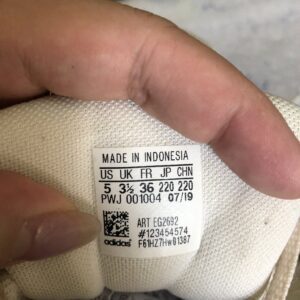 MADE IN INDONESIA
US UK FR JP CHN
5 3½ 36 220 220
PWJ 001004 07/19
ART EG2692
#123454574
adidas F61HZ7Hw01387